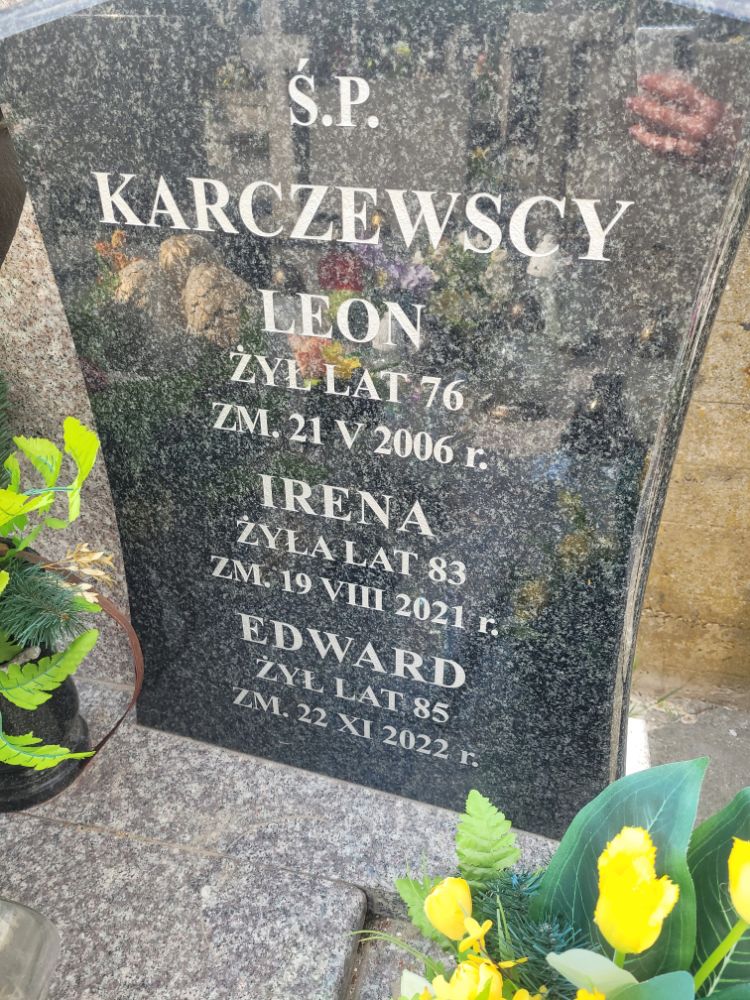 Ś.P.
KARCZEWSCY
LEON
ŻYŁ LAT 76
ZM. 21 V 2006 r.
IRENA
ŻYŁA LAT 83
ZM. 19 VIII 2021 r.
EDWARD
ŻYŁ LAT 85
ZM. 22 XI 2022 r.